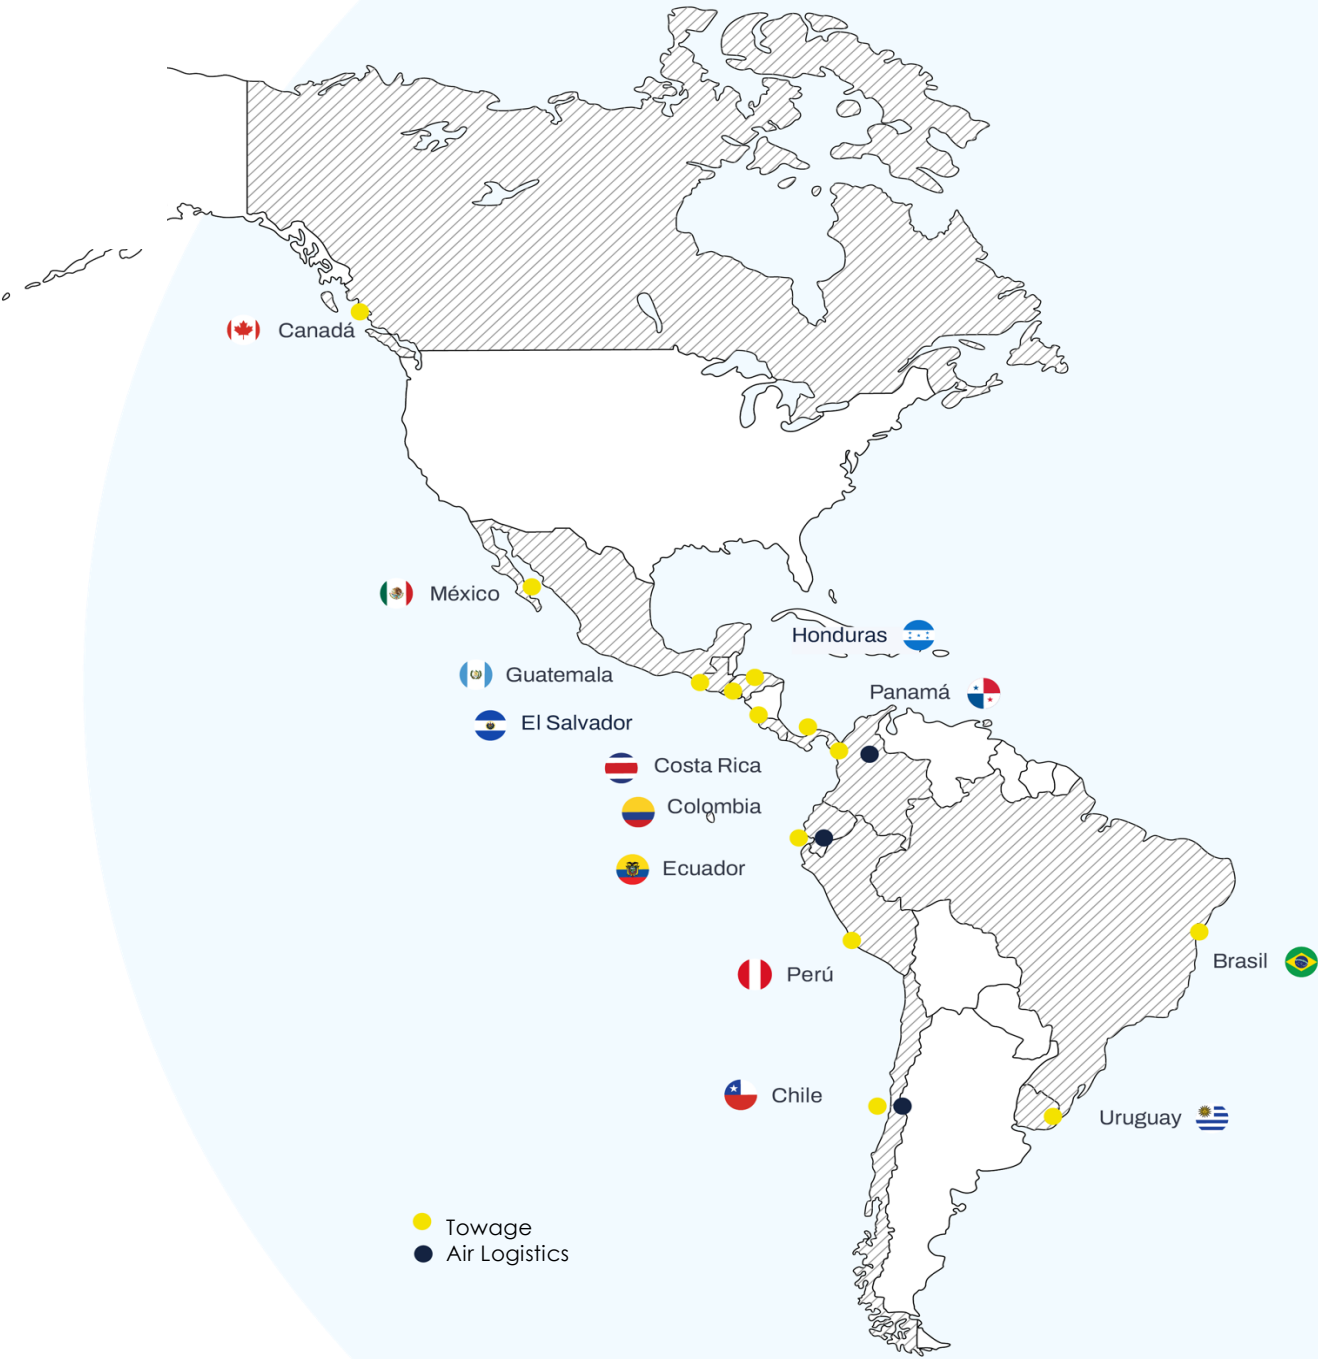 Canadá
México
Honduras
Guatemala
Panamá
El Salvador
Costa Rica
Colombia
Ecuador
Brasil
Perú
Chile
Uruguay
Towage
Air Logistics